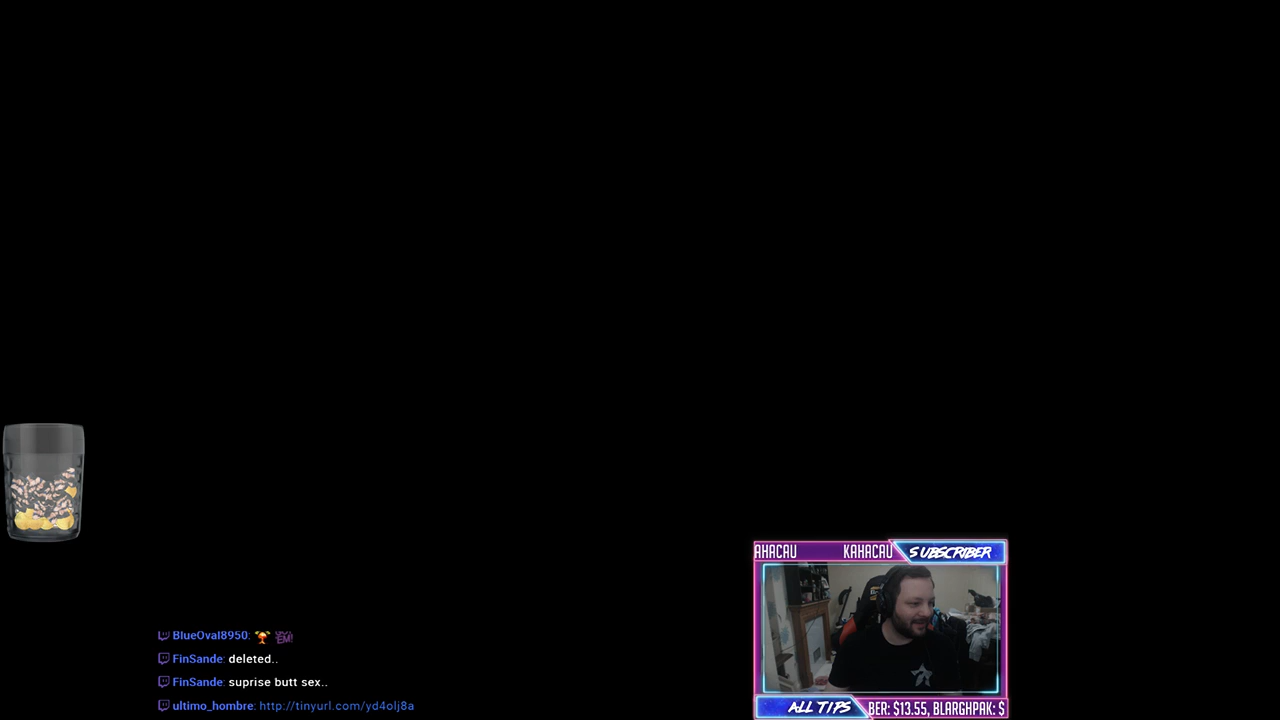 AHACAU KAHACAU SUBSCRIBER
BlueOval8950:
FinSande: deleted..
FinSande: suprise butt sex..
ultimo_hombre: http://tinyurl.com/yd4olj8a
ALL TIPS BER: $13.55, BLARGHPAK: $